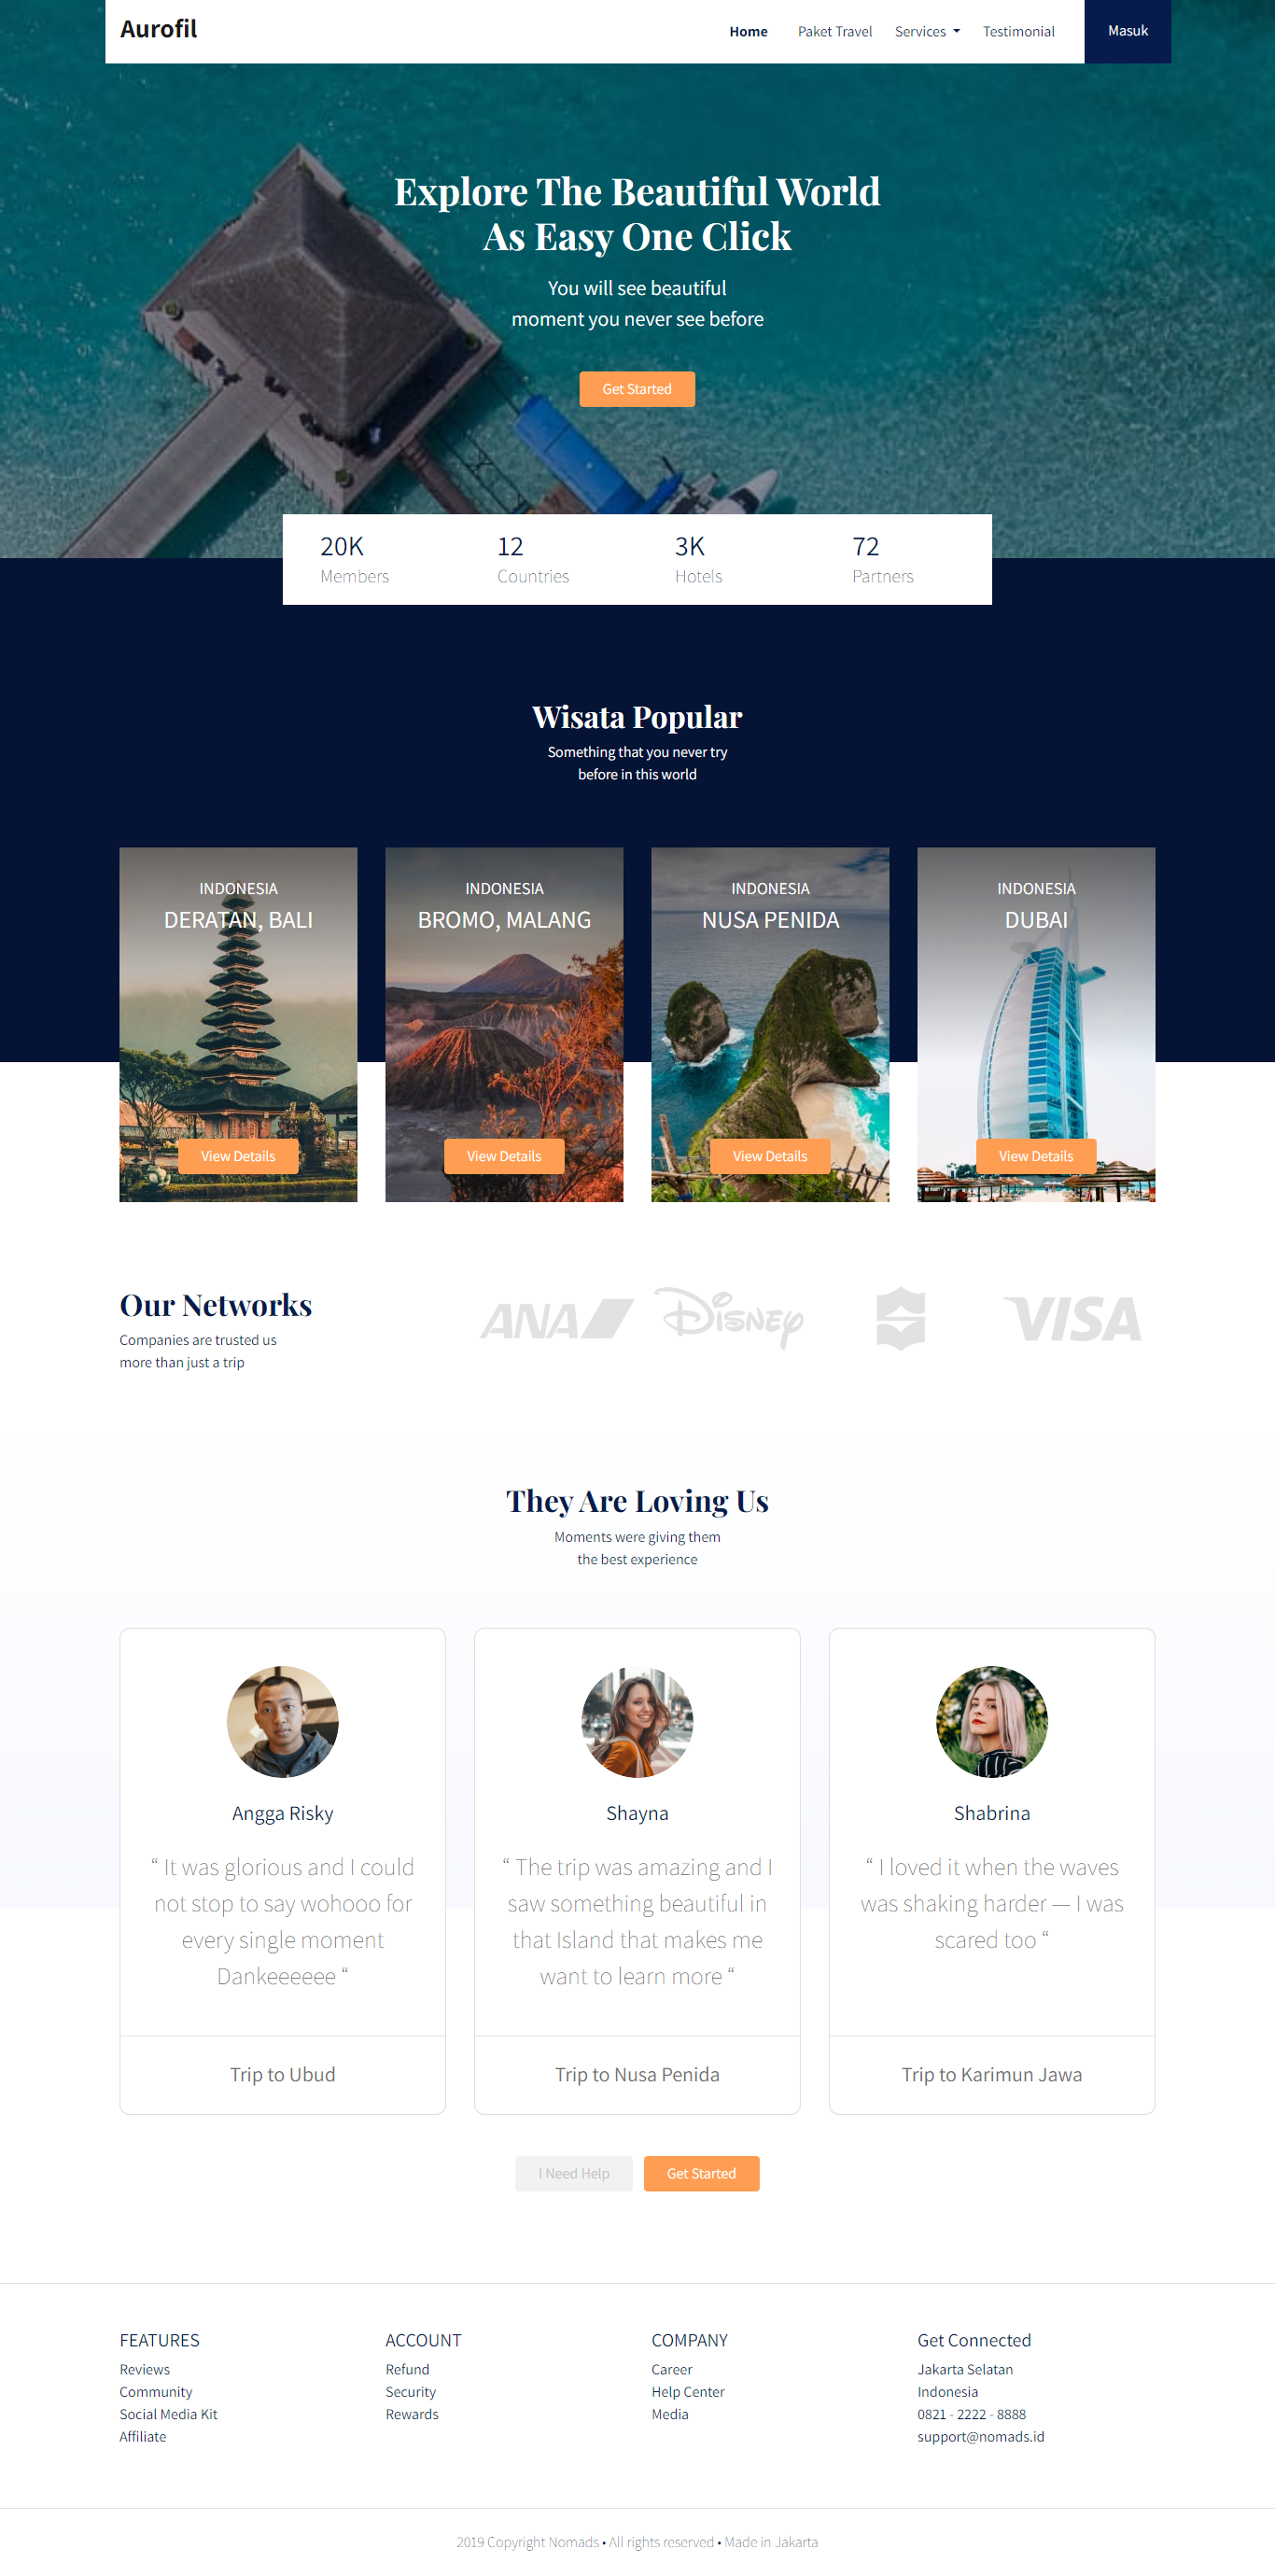 Aurofil
Home Paket Travel Services Testimonial Masuk
Explore The Beautiful World
As Easy One Click
You will see beautiful
moment you never see before
Get Started
20K
Members
12
Countries
3K
Hotels
72
Partners
Wisata Popular
Something that you never try
before in this world
INDONESIA
DERATAN, BALI
View Details
INDONESIA
BROMO, MALANG
View Details
INDONESIA
NUSA PENIDA
View Details
INDONESIA
DUBAI
View Details
Our Networks
Companies are trusted us
more than just a trip
ANA
Disney
VISA
They Are Loving Us
Moments were giving them
the best experience
Angga Risky
“ It was glorious and I could
not stop to say wohooo for
every single moment
Dankeeeeee “
Trip to Ubud
Shayna
“ The trip was amazing and I
saw something beautiful in
that Island that makes me
want to learn more “
Trip to Nusa Penida
Shabrina
“ I loved it when the waves
was shaking harder — I was
scared too “
Trip to Karimun Jawa
I Need Help
Get Started
FEATURES
Reviews
Community
Social Media Kit
Affiliate
ACCOUNT
Refund
Security
Rewards
COMPANY
Career
Help Center
Media
Get Connected
Jakarta Selatan
Indonesia
0821 - 2222 - 8888
support@nomads.id
2019 Copyright Nomads • All rights reserved • Made in Jakarta